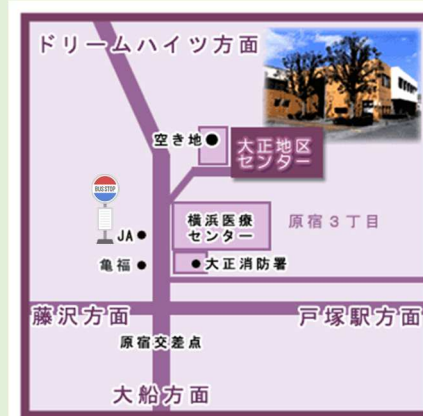 ドリームハイツ方面
空き地
大正地区
センター
BUS STOP
横浜医療
センター
原宿3丁目
JA
亀福
大正消防署
藤沢方面
戸塚駅方面
原宿交差点
大船方面